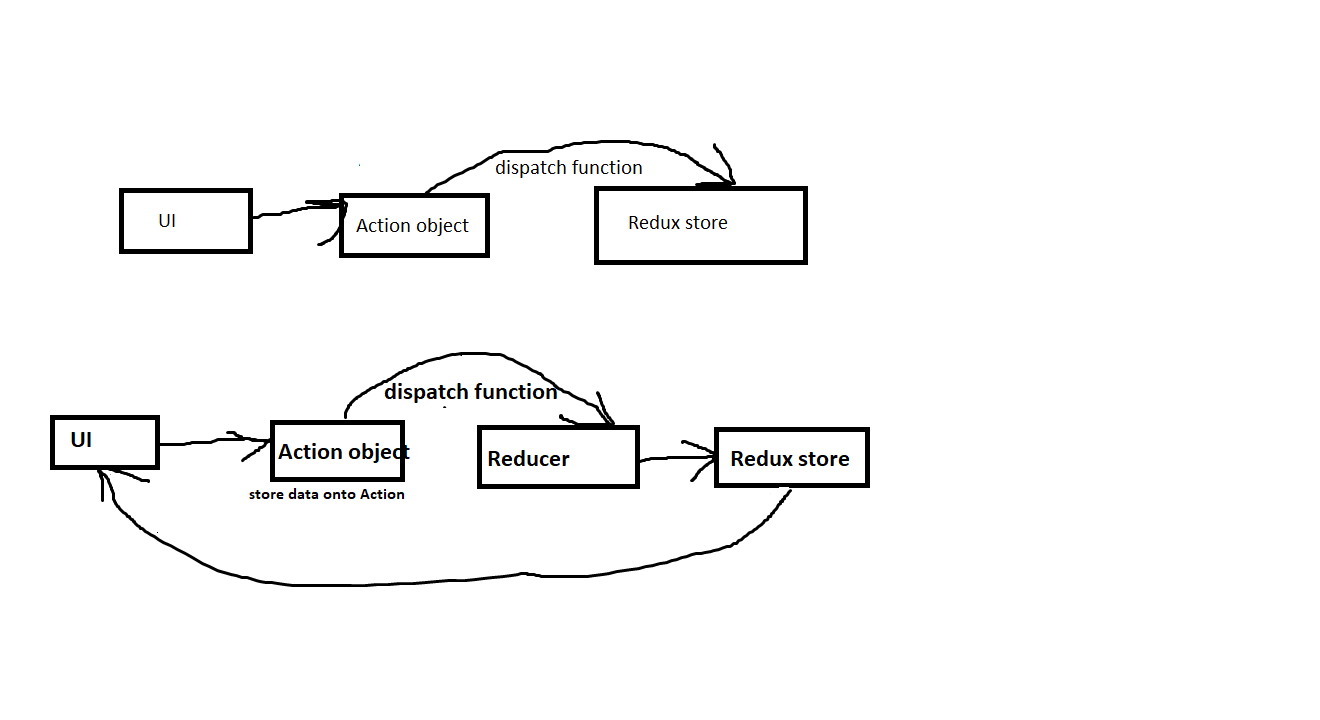 dispatch function
UI
Action object
Redux store
dispatch function
UI
Action object
Reducer
Redux store
store data onto Action